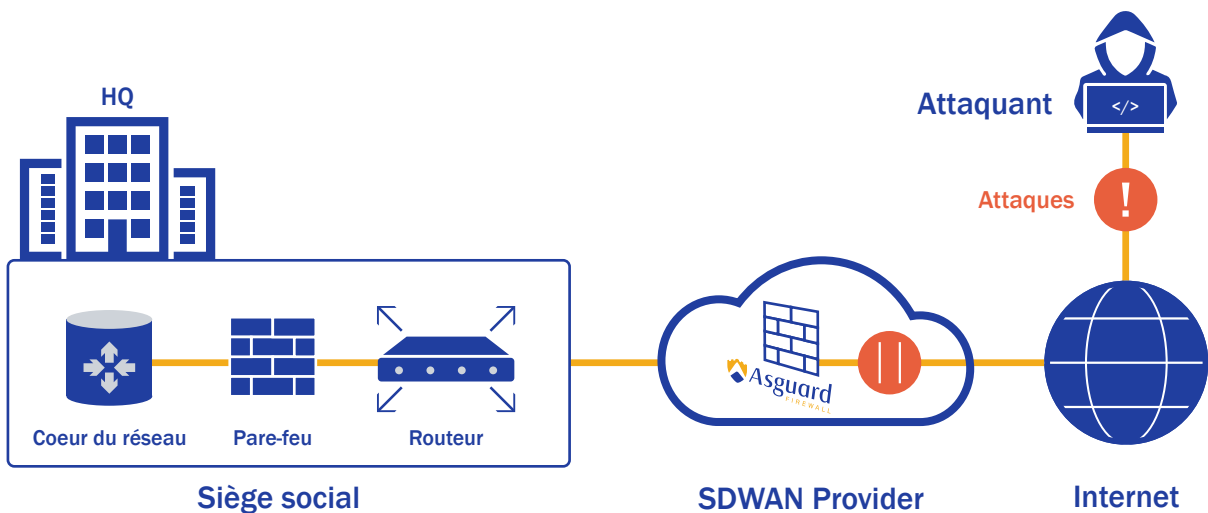 HQ
Attaquant
</>
Attaques
!
Asguard
FIREWALL
Coeur du réseau
Pare-feu
Routeur
Siège social
SDWAN Provider
Internet